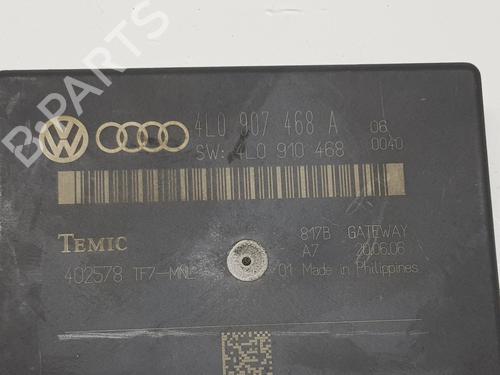 4L0 907 468 A 06
SW: 4L0 910 468 0040
TEMIC
817B GATEWAY
A7 20.06.06
402578 TF7-MNL
01 Made in Philippines
B-PARTS